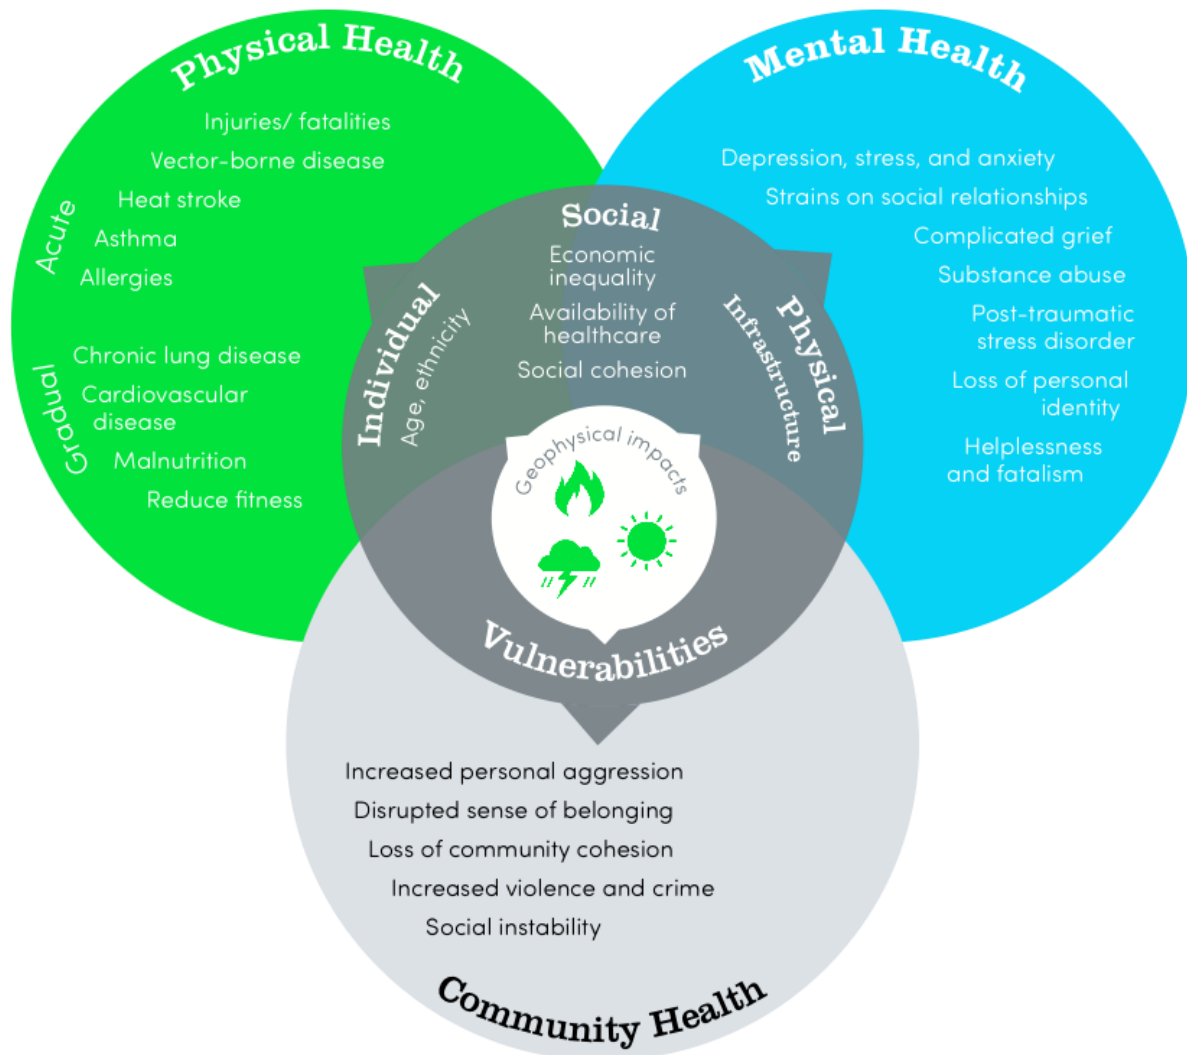 Physical Health
Injuries/ fatalities
Vector-borne disease
Heat stroke
Asthma
Allergies
Acute
Chronic lung disease
Cardiovascular
disease
Malnutrition
Reduce fitness
Gradual
Mental Health
Depression, stress, and anxiety
Strains on social relationships
Complicated grief
Substance abuse
Post-traumatic
stress disorder
Loss of personal
identity
Helplessness
and fatalism
Social
Economic
inequality
Availability of
healthcare
Social cohesion
Individual
Age, ethnicity
Physical
Infrastructure
Geophysical impacts
Vulnerabilities
Increased personal aggression
Disrupted sense of belonging
Loss of community cohesion
Increased violence and crime
Social instability
Community Health